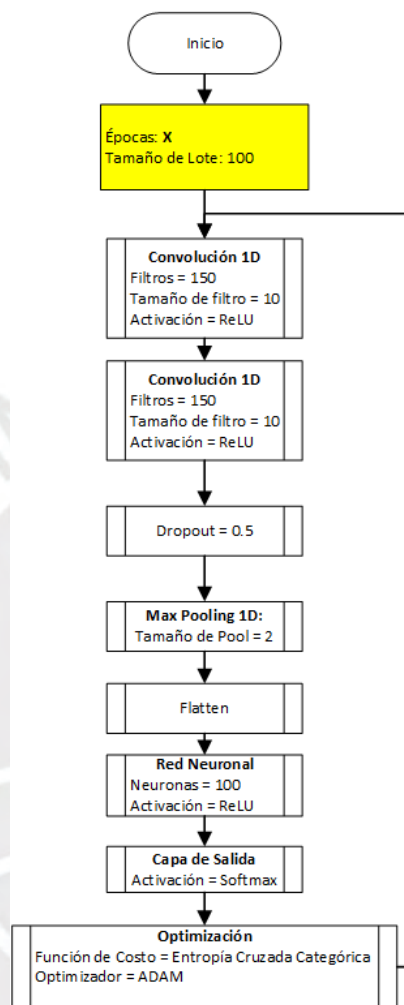 Inicio
Épocas: X
Tamaño de Lote: 100
Convolución 1D
Filtros = 150
Tamaño de filtro = 10
Activación = ReLU
Convolución 1D
Filtros = 150
Tamaño de filtro = 10
Activación = ReLU
Dropout = 0.5
Max Pooling 1D:
Tamaño de Pool = 2
Flatten
Red Neuronal
Neuronas = 100
Activación = ReLU
Capa de Salida
Activación = Softmax
Optimización
Función de Costo = Entropía Cruzada Categórica
Optimizador = ADAM